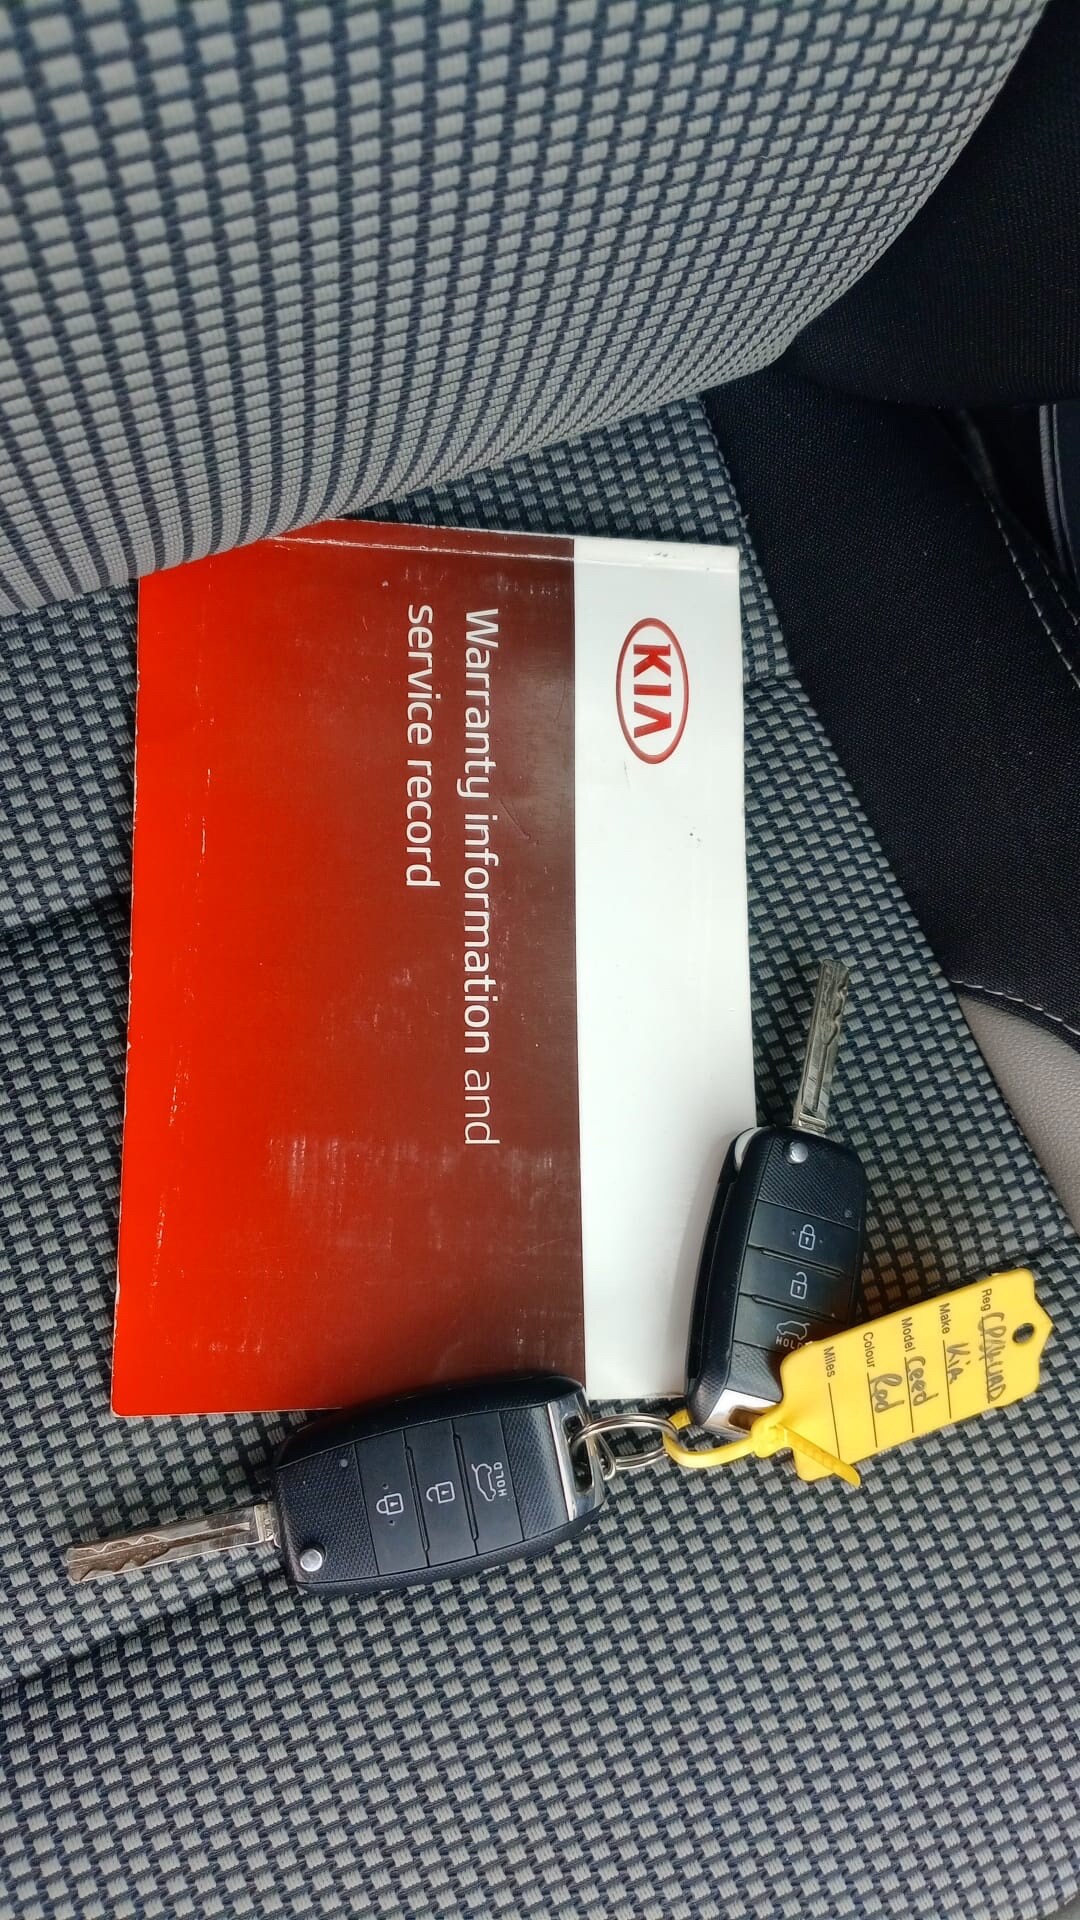 KIA
Warranty information and
service record
HOLD
HOLD
Reg
Make Kia
Model Ceed
Colour Red
Miles